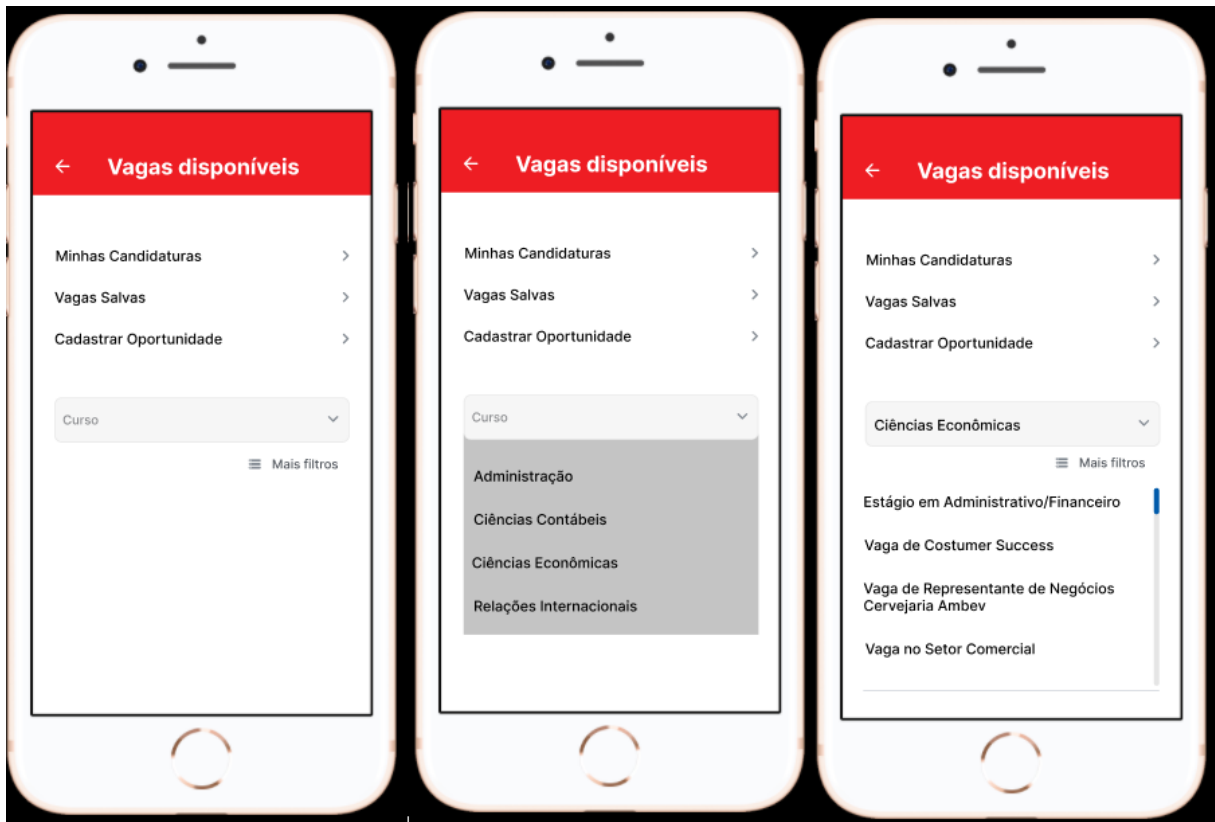 Vagas disponíveis
Minhas Candidaturas
Vagas Salvas
Cadastrar Oportunidade
Curso
Mais filtros
Vagas disponíveis
Minhas Candidaturas
Vagas Salvas
Cadastrar Oportunidade
Curso
Administração
Ciências Contábeis
Ciências Econômicas
Relações Internacionais
Vagas disponíveis
Minhas Candidaturas
Vagas Salvas
Cadastrar Oportunidade
Ciências Econômicas
Mais filtros
Estágio em Administrativo/Financeiro
Vaga de Costumer Success
Vaga de Representante de Negócios
Cervejaria Ambev
Vaga no Setor Comercial